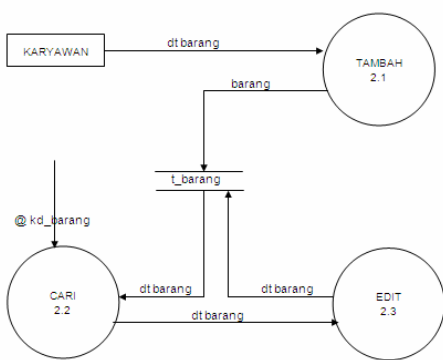 KARYAWAN
dt barang
TAMBAH
2.1
barang
t_barang
@ kd_barang
CARI
2.2
dt barang
dt barang
EDIT
2.3
dt barang